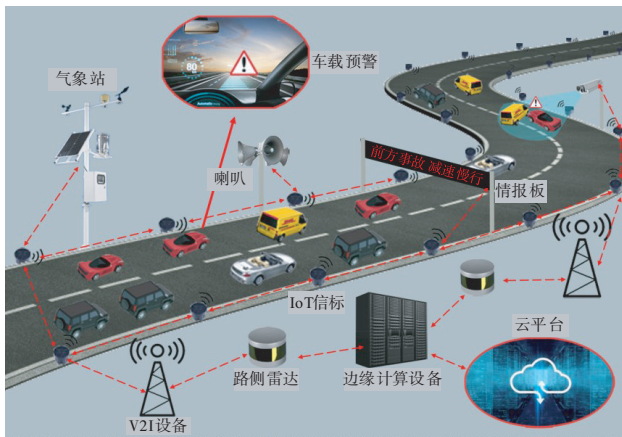 车载预警
80
气象站
喇叭
前方事故 减速慢行
情报板
IoT信标
云平台
路侧雷达
边缘计算设备
V2I设备